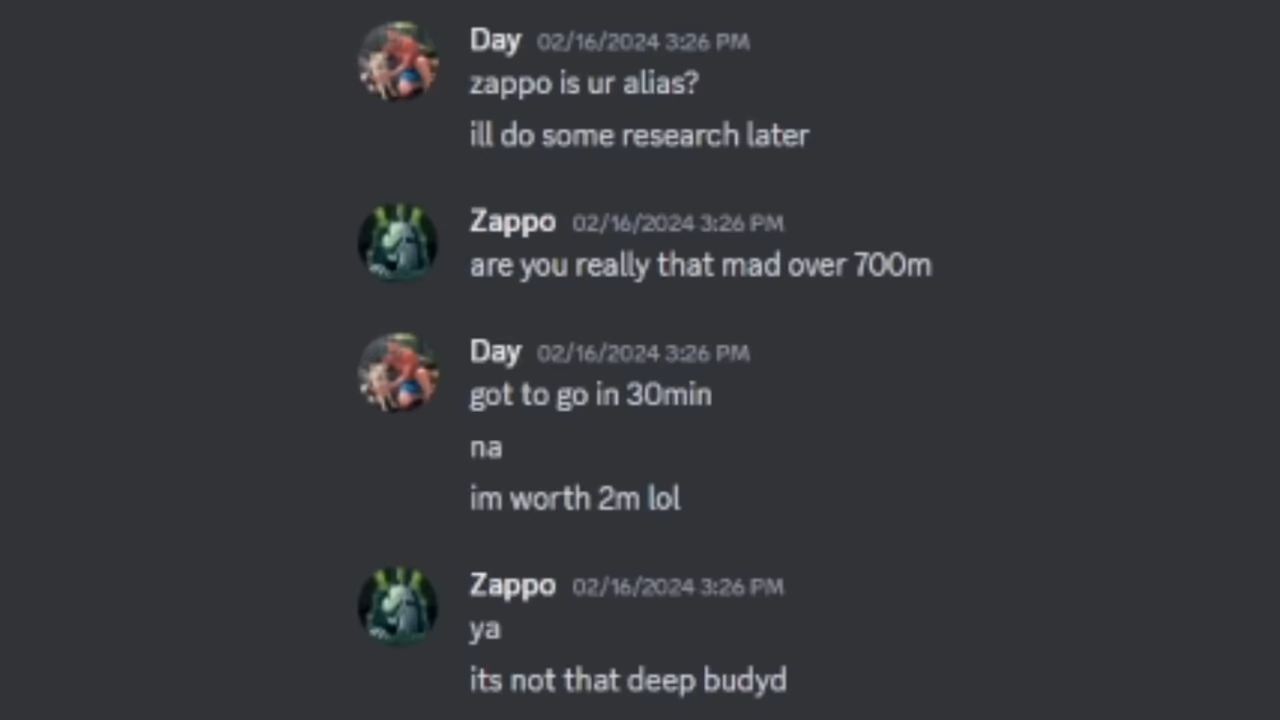 Day 02/16/2024 3:26 PM
zappo is ur alias?
ill do some research later
Zappo 02/16/2024 3:26 PM
are you really that mad over 700m
Day 02/16/2024 3:26 PM
got to go in 30min
na
im worth 2m lol
Zappo 02/16/2024 3:26 PM
ya
its not that deep budyd